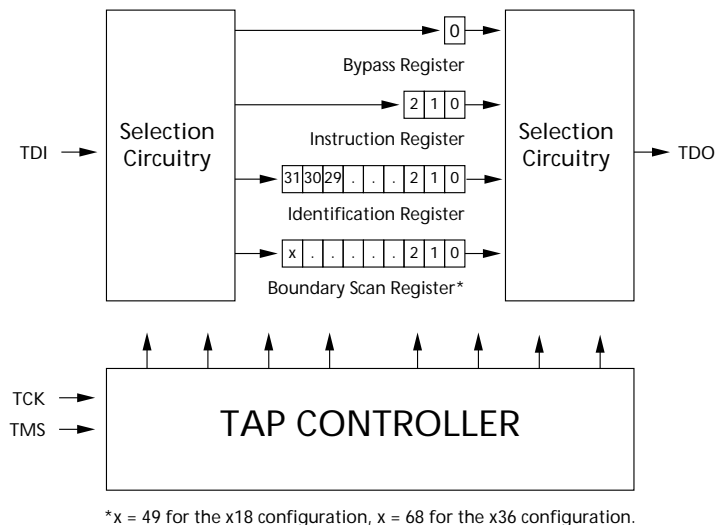 0
Bypass Register
2 1 0
Selection
Circuitry
Instruction Register
Selection
Circuitry
TDI
TDO
31 30 29 . . . 2 1 0
Identification Register
x . . . . . 2 1 0
Boundary Scan Register*
TCK
TMS
TAP CONTROLLER
*x = 49 for the x18 configuration, x = 68 for the x36 configuration.